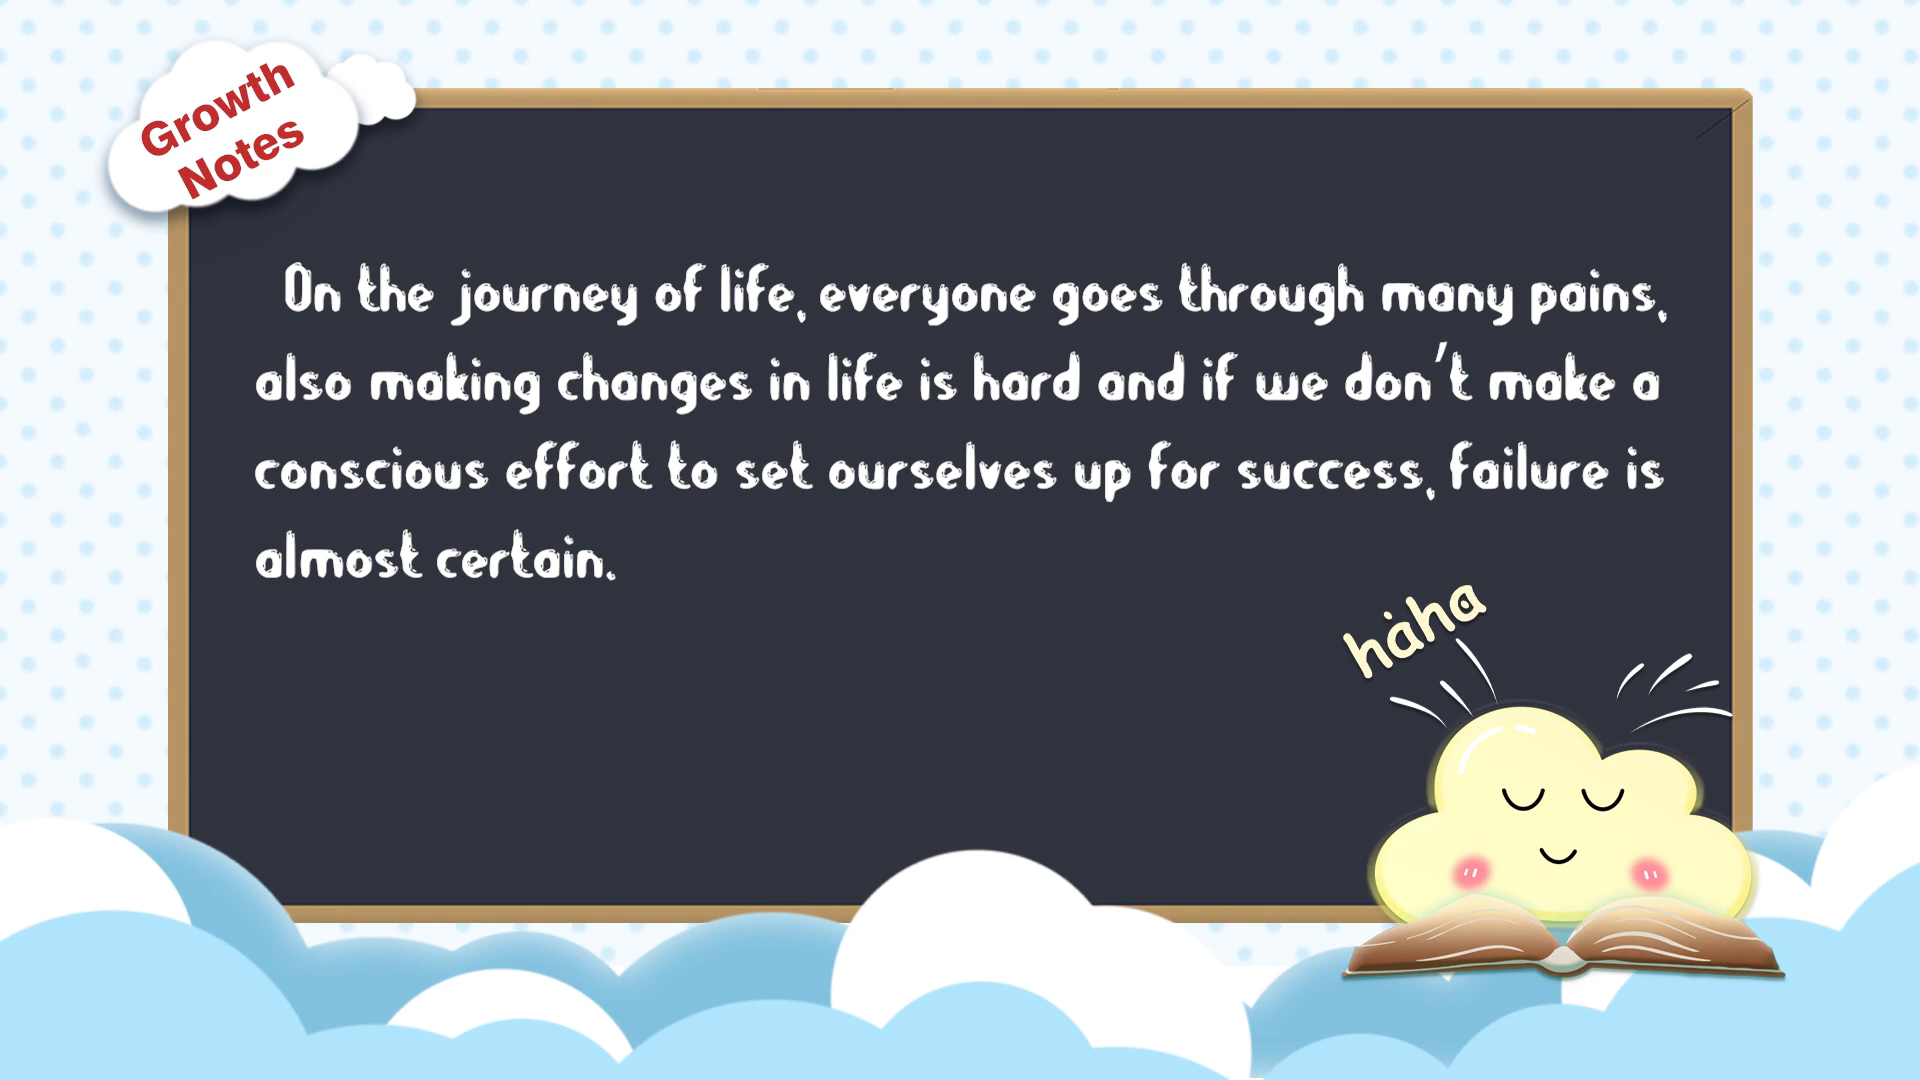 Growth
Notes
On the journey of life, everyone goes through many pains,
also making changes in life is hard and if we don't make a
conscious effort to set ourselves up for success, failure is
almost certain.
haha